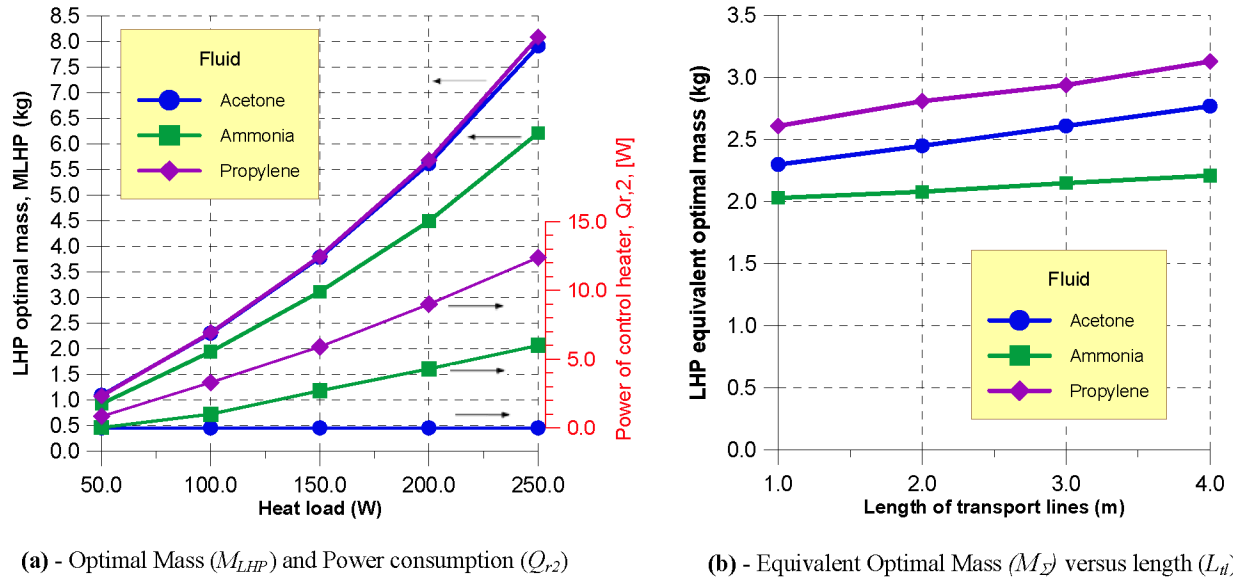 LHP optimal mass, MLHP (kg)
8.5
8.0
7.5
7.0
6.5
6.0
5.5
5.0
4.5
4.0
3.5
3.0
2.5
2.0
1.5
1.0
0.5
0.0
Fluid
Acetone
Ammonia
Propylene
15.0
10.0
5.0
0.0
Power of control heater, Qr,2, [W]
50.0 100.0 150.0 200.0 250.0
Heat load (W)
(a) - Optimal Mass (MLHP) and Power consumption (Qr2)
LHP equivalent optimal mass (kg)
3.5
3.0
2.5
2.0
1.5
1.0
0.5
0.0
Fluid
Acetone
Ammonia
Propylene
1.0 2.0 3.0 4.0
Length of transport lines (m)
(b) - Equivalent Optimal Mass (MΣ) versus length (Ltl)